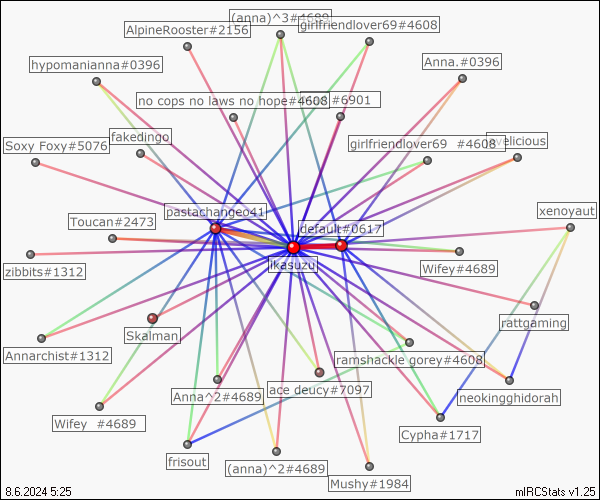 (anna)^3#4689
girlfriendlover69#4608
AlpineRooster#2156
hypomanianna#0396
Anna.#0396
no cops no laws no hope#4608
#6901
fakedingo
Soxy Foxy#5076
girlfriendlover69 #4608
velicious
pastachangeo41
xenoyaut
Toucan#2473
default#0617
jikasuzu
Wifey#4689
zibbits#1312
rattgaming
Skalman
Annarchist#1312
ramshackle gorey#4608
ace deucy#7097
Anna^2#4689
neokingghidorah
Wifey #4689
Cypha#1717
frisout
(anna)^2#4689
Mushy#1984
8.6.2024 5:25
mIRCStats v1.25